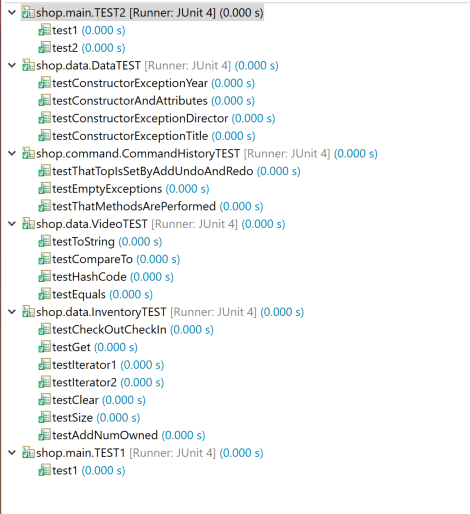 shop.main.TEST2 [Runner: JUnit 4] (0.000 s)
test1 (0.000 s)
test2 (0.000 s)
shop.data.DataTEST [Runner: JUnit 4] (0.000 s)
testConstructorExceptionYear (0.000 s)
testConstructorAndAttributes (0.000 s)
testConstructorExceptionDirector (0.000 s)
testConstructorExceptionTitle (0.000 s)
shop.command.CommandHistoryTEST [Runner: JUnit 4] (0.000 s)
testThatTopIsSetByAddUndoAndRedo (0.000 s)
testEmptyExceptions (0.000 s)
testThatMethodsArePerformed (0.000 s)
shop.data.VideoTEST [Runner: JUnit 4] (0.000 s)
testToString (0.000 s)
testCompareTo (0.000 s)
testHashCode (0.000 s)
testEquals (0.000 s)
shop.data.InventoryTEST [Runner: JUnit 4] (0.000 s)
testCheckOutCheckIn (0.000 s)
testGet (0.000 s)
testIterator1 (0.000 s)
testIterator2 (0.000 s)
testClear (0.000 s)
testSize (0.000 s)
testAddNumOwned (0.000 s)
shop.main.TEST1 [Runner: JUnit 4] (0.000 s)
test1 (0.000 s)